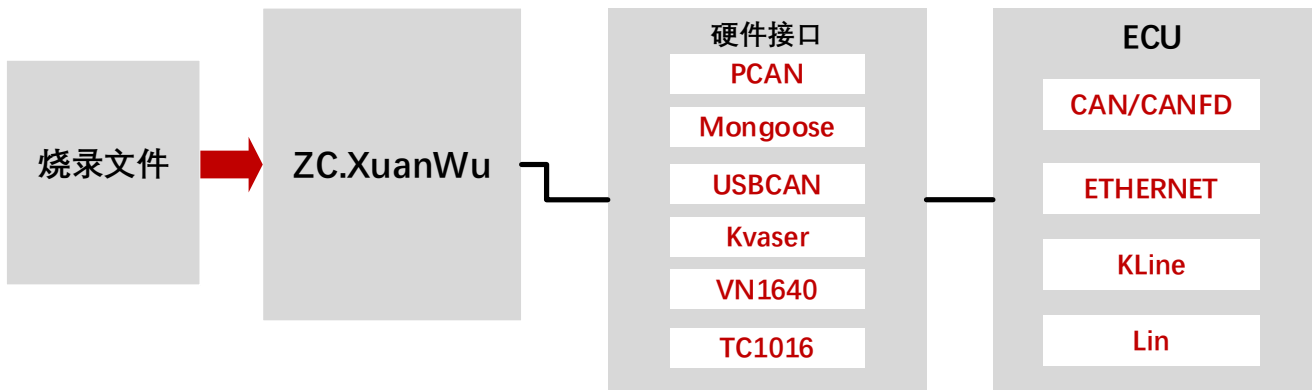 烧录文件
ZC.XuanWu
硬件接口
PCAN
Mongoose
USBCAN
Kvaser
VN1640
TC1016
ECU
CAN/CANFD
ETHERNET
KLine
Lin